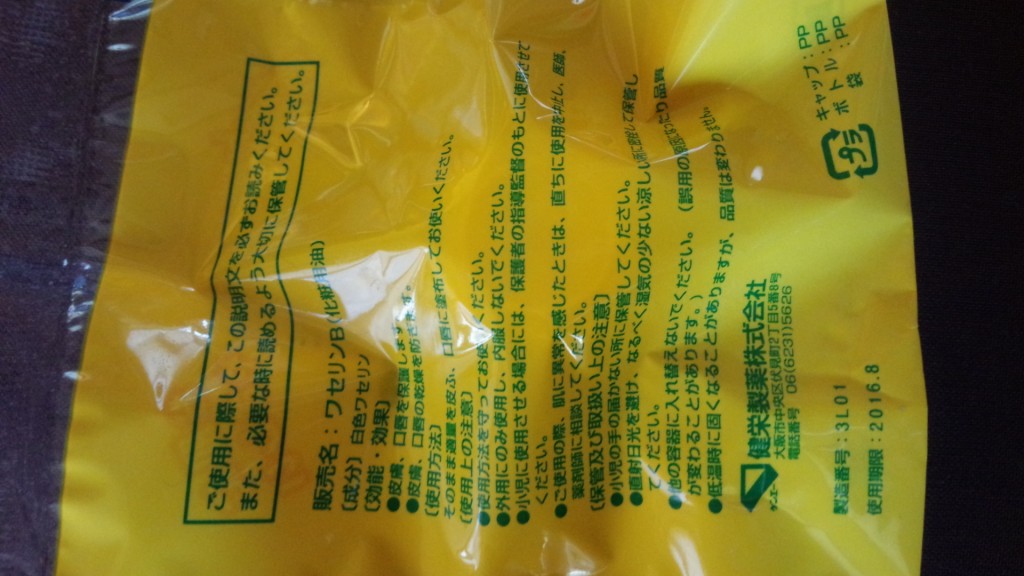 ご使用に際して、この説明文を必ずお読みください。
また、必要な時に読めるよう大切に保管してください。
販売名：ワセリンB(化粧用油)
〔成分〕白色ワセリン
〔効能・効果〕
●皮膚、口唇を保護します。
●皮膚、口唇の乾燥を防ぎます。
〔使用方法〕
そのまま適量を皮ふ、口唇に塗布してお使いください。
〔使用上の注意〕
●使用方法を守ってお使いください。
●外用にのみ使用し、内服しないでください。
●小児に使用させる場合には、保護者の指導監督のもとに使用させて
ください。
●ご使用の際、肌に異常を感じたときは、直ちに使用を中止し、医師、
薬剤師に相談してください。
〔保管及び取扱い上の注意〕
●小児の手の届かない所に保管してください。
●直射日光を避け、なるべく湿気の少ない涼しい所に密栓して保管し
てください。
●他の容器に入れ替えないでください。(誤用の原因になったり品質
が変わることがあります。)
●低温時に固くなることがありますが、品質は変わりません。
ケンエー
健栄製薬株式会社
大阪市中央区伏見町2丁目5番8号
電話番号 06(6231)5626
製造番号：3L01
使用期限：2016.8
プラ
キャップ：PP
ボトル：PP
袋：PP